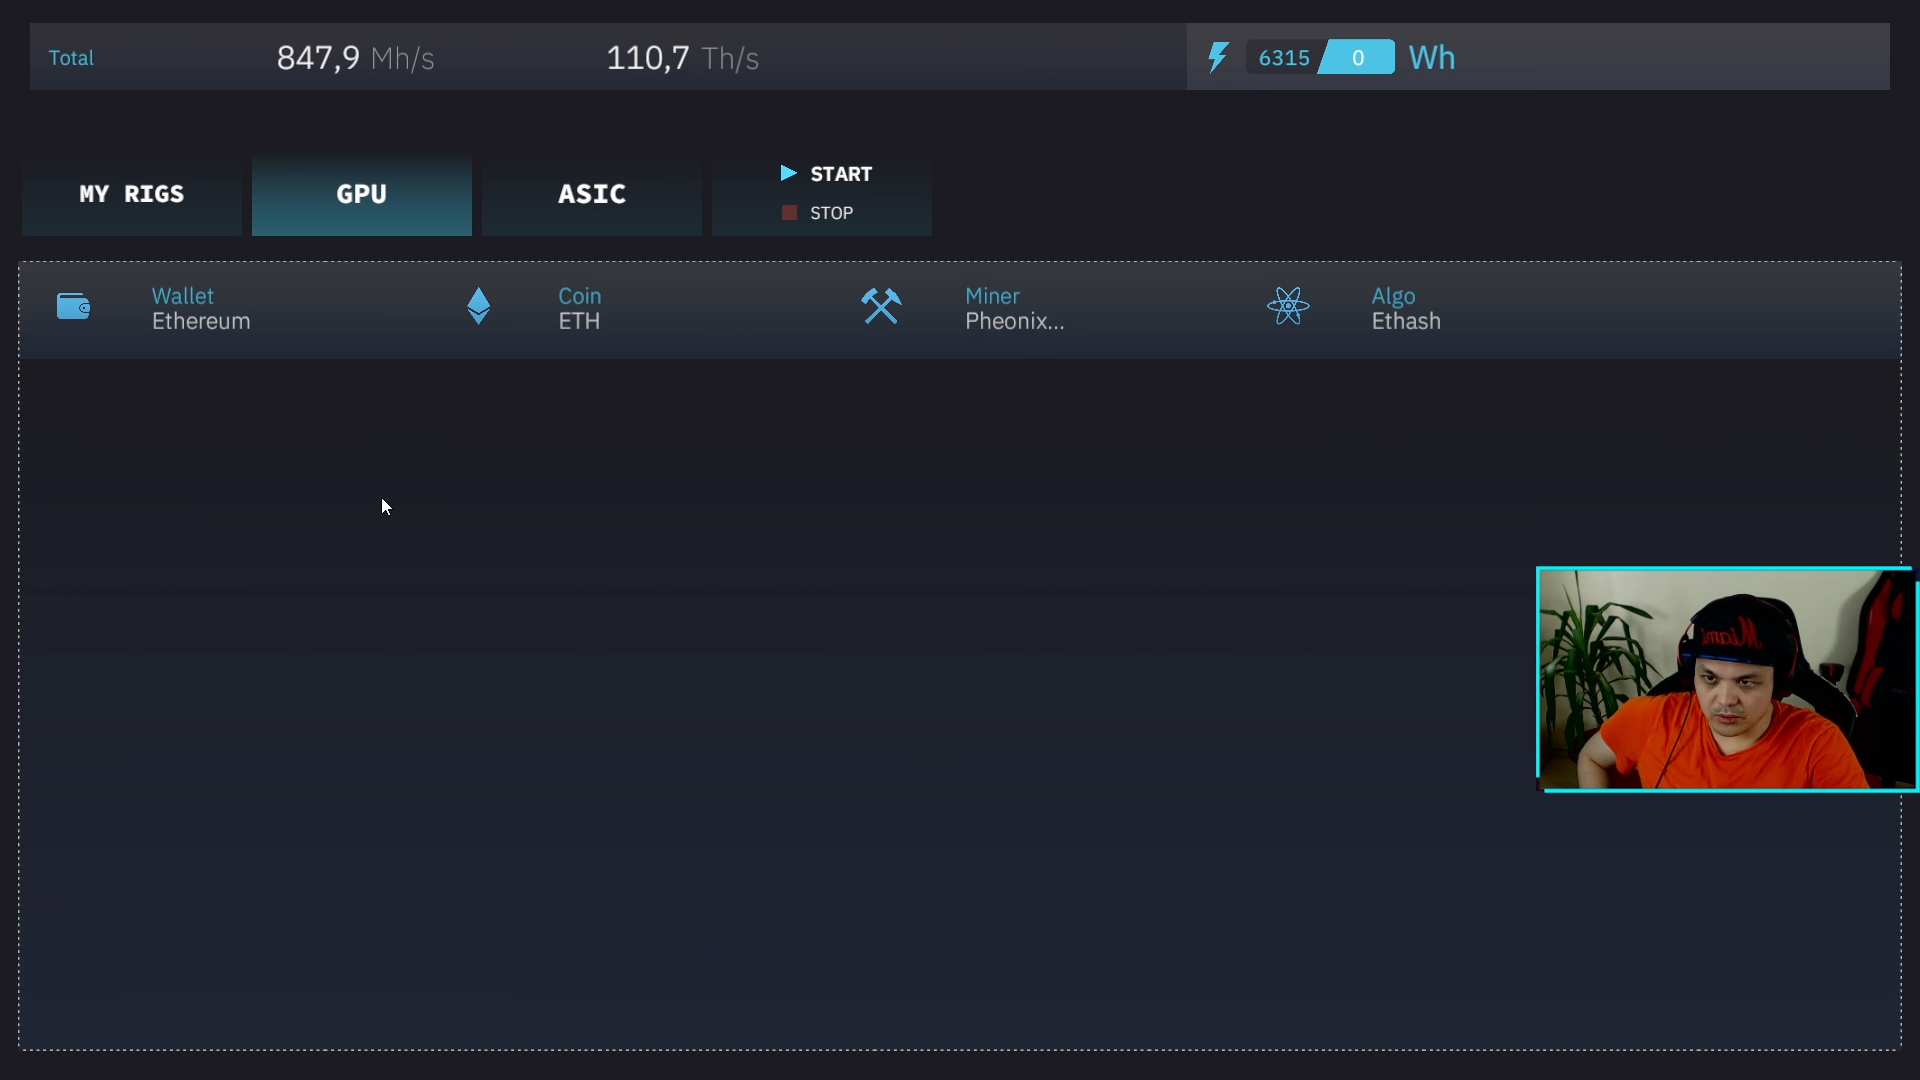 Total 847,9 Mh/s 110,7 Th/s 6315 0 Wh
MY RIGS GPU ASIC START
STOP
Wallet Coin Miner Algo
Ethereum ETH Pheonix... Ethash
Miami